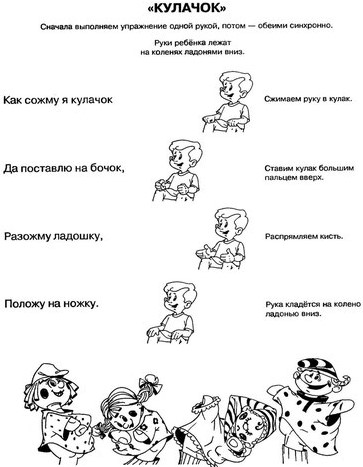 «КУЛАЧОК»
Сначала выполняем упражнение одной рукой, потом — обеими синхронно.
Руки ребёнка лежат
на коленях ладонями вниз.
Как сожму я кулачок
Сжимаем руку в кулак.
Да поставлю на бочок,
Ставим кулак большим
пальцем вверх.
Разожму ладошку,
Распрямляем кисть.
Положу на ножку.
Рука кладётся на колено
ладонью вниз.